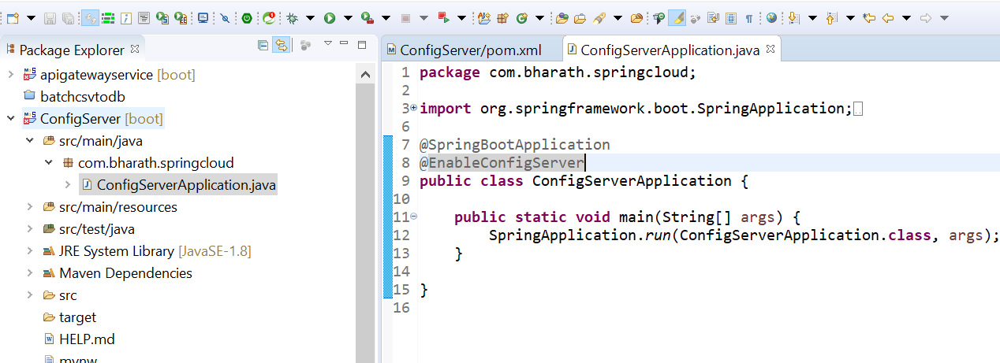 Package Explorer
apigatewayservice [boot]
batchcsvtodb
ConfigServer [boot]
src/main/java
com.bharath.springcloud
ConfigServerApplication.java
src/main/resources
src/test/java
JRE System Library [JavaSE-1.8]
Maven Dependencies
src
target
HELP.md
mvnw
ConfigServer/pom.xml
ConfigServerApplication.java
1 package com.bharath.springcloud;
2
3 import org.springframework.boot.SpringApplication;
6
7 @SpringBootApplication
8 @EnableConfigServer
9 public class ConfigServerApplication {
10
11 public static void main(String[] args) {
12 SpringApplication.run(ConfigServerApplication.class, args);
13 }
14
15 }
16